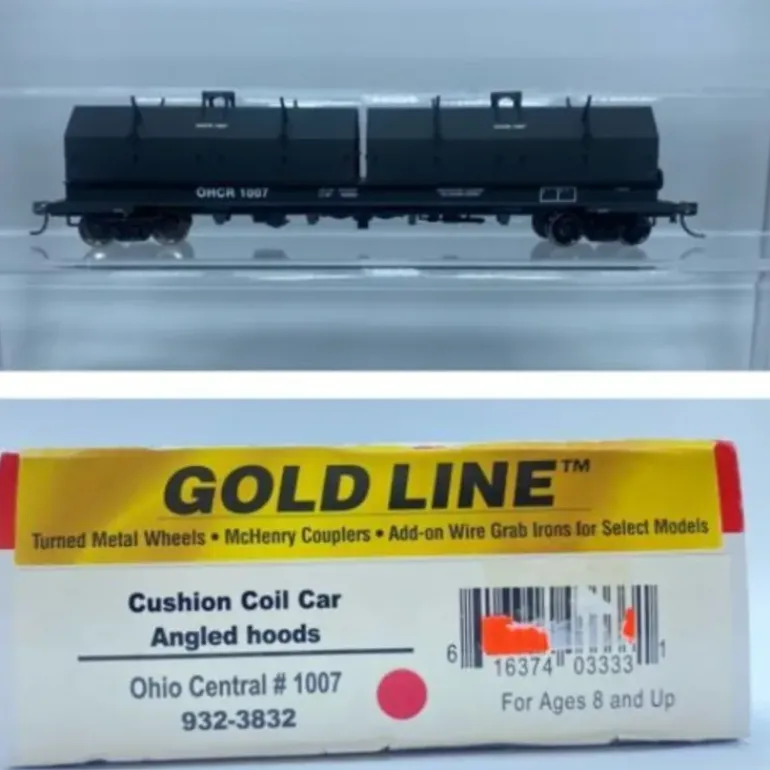 OHCR 1007
GOLD LINE™
Turned Metal Wheels • McHenry Couplers • Add-on Wire Grab Irons for Select Models
Cushion Coil Car
Angled hoods
Ohio Central # 1007
932-3832
6 16374 03333 1
For Ages 8 and Up